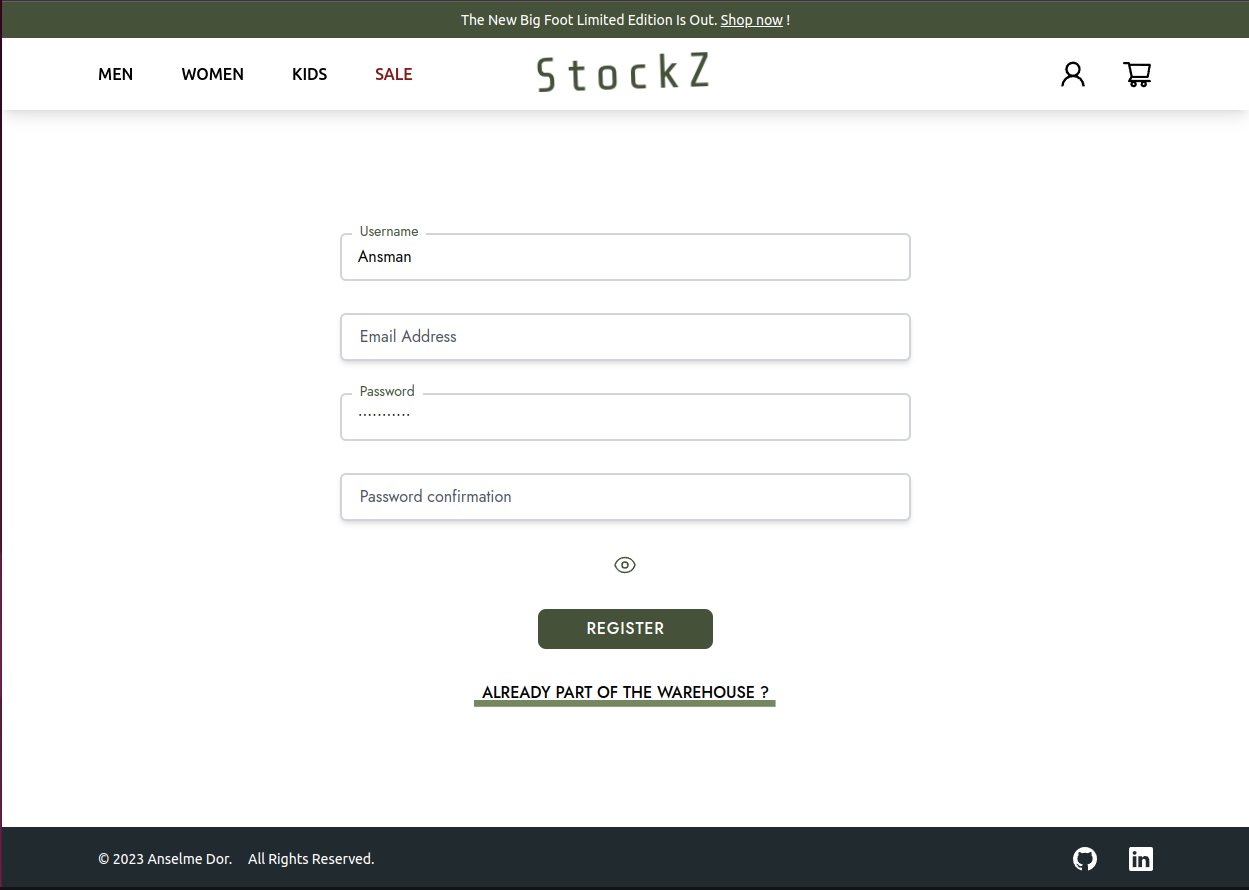 The New Big Foot Limited Edition Is Out. Shop now !
MEN WOMEN KIDS SALE StockZ
Username
Ansman
Email Address
Password
···········
Password confirmation
REGISTER
ALREADY PART OF THE WAREHOUSE ?
© 2023 Anselme Dor. All Rights Reserved.
in